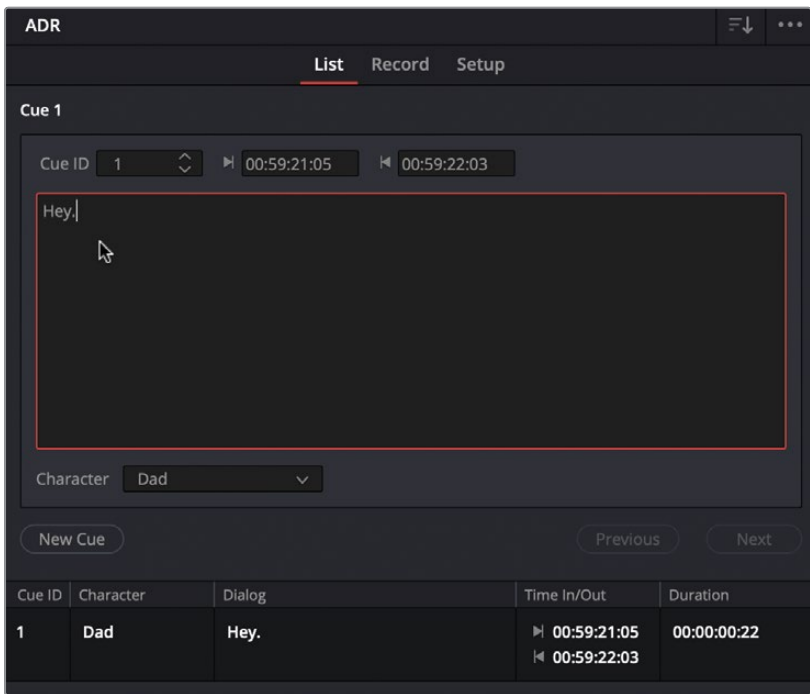 ADR
List Record Setup
Cue 1
Cue ID 1 00:59:21:05 00:59:22:03
Hey.
Character Dad
New Cue Previous Next
Cue ID Character Dialog Time In/Out Duration
1 Dad Hey. 00:59:21:05 00:00:00:22
00:59:22:03